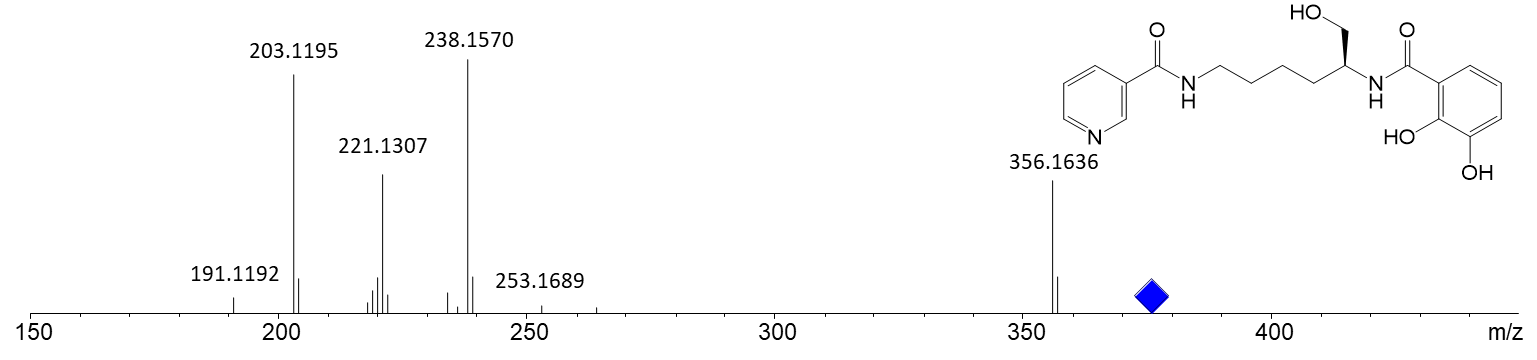 HO
O
O
238.1570
203.1195
N
H
N
H
221.1307
N
HO
356.1636
OH
191.1192
253.1689
150
200
250
300
350
400
m/z